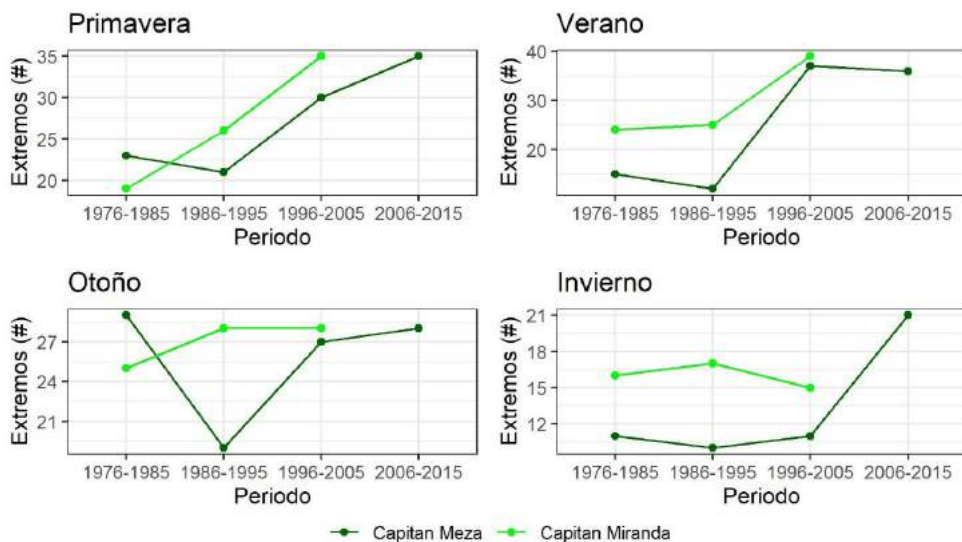 Primavera
Extremos (#)
35
30
25
20
1976-1985 1986-1995 1996-2005 2006-2015
Periodo
Verano
Extremos (#)
40
30
20
1976-1985 1986-1995 1996-2005 2006-2015
Periodo
Otoño
Extremos (#)
27
24
21
1976-1985 1986-1995 1996-2005 2006-2015
Periodo
Invierno
Extremos (#)
21
18
15
12
1976-1985 1986-1995 1996-2005 2006-2015
Periodo
Capitan Meza Capitan Miranda